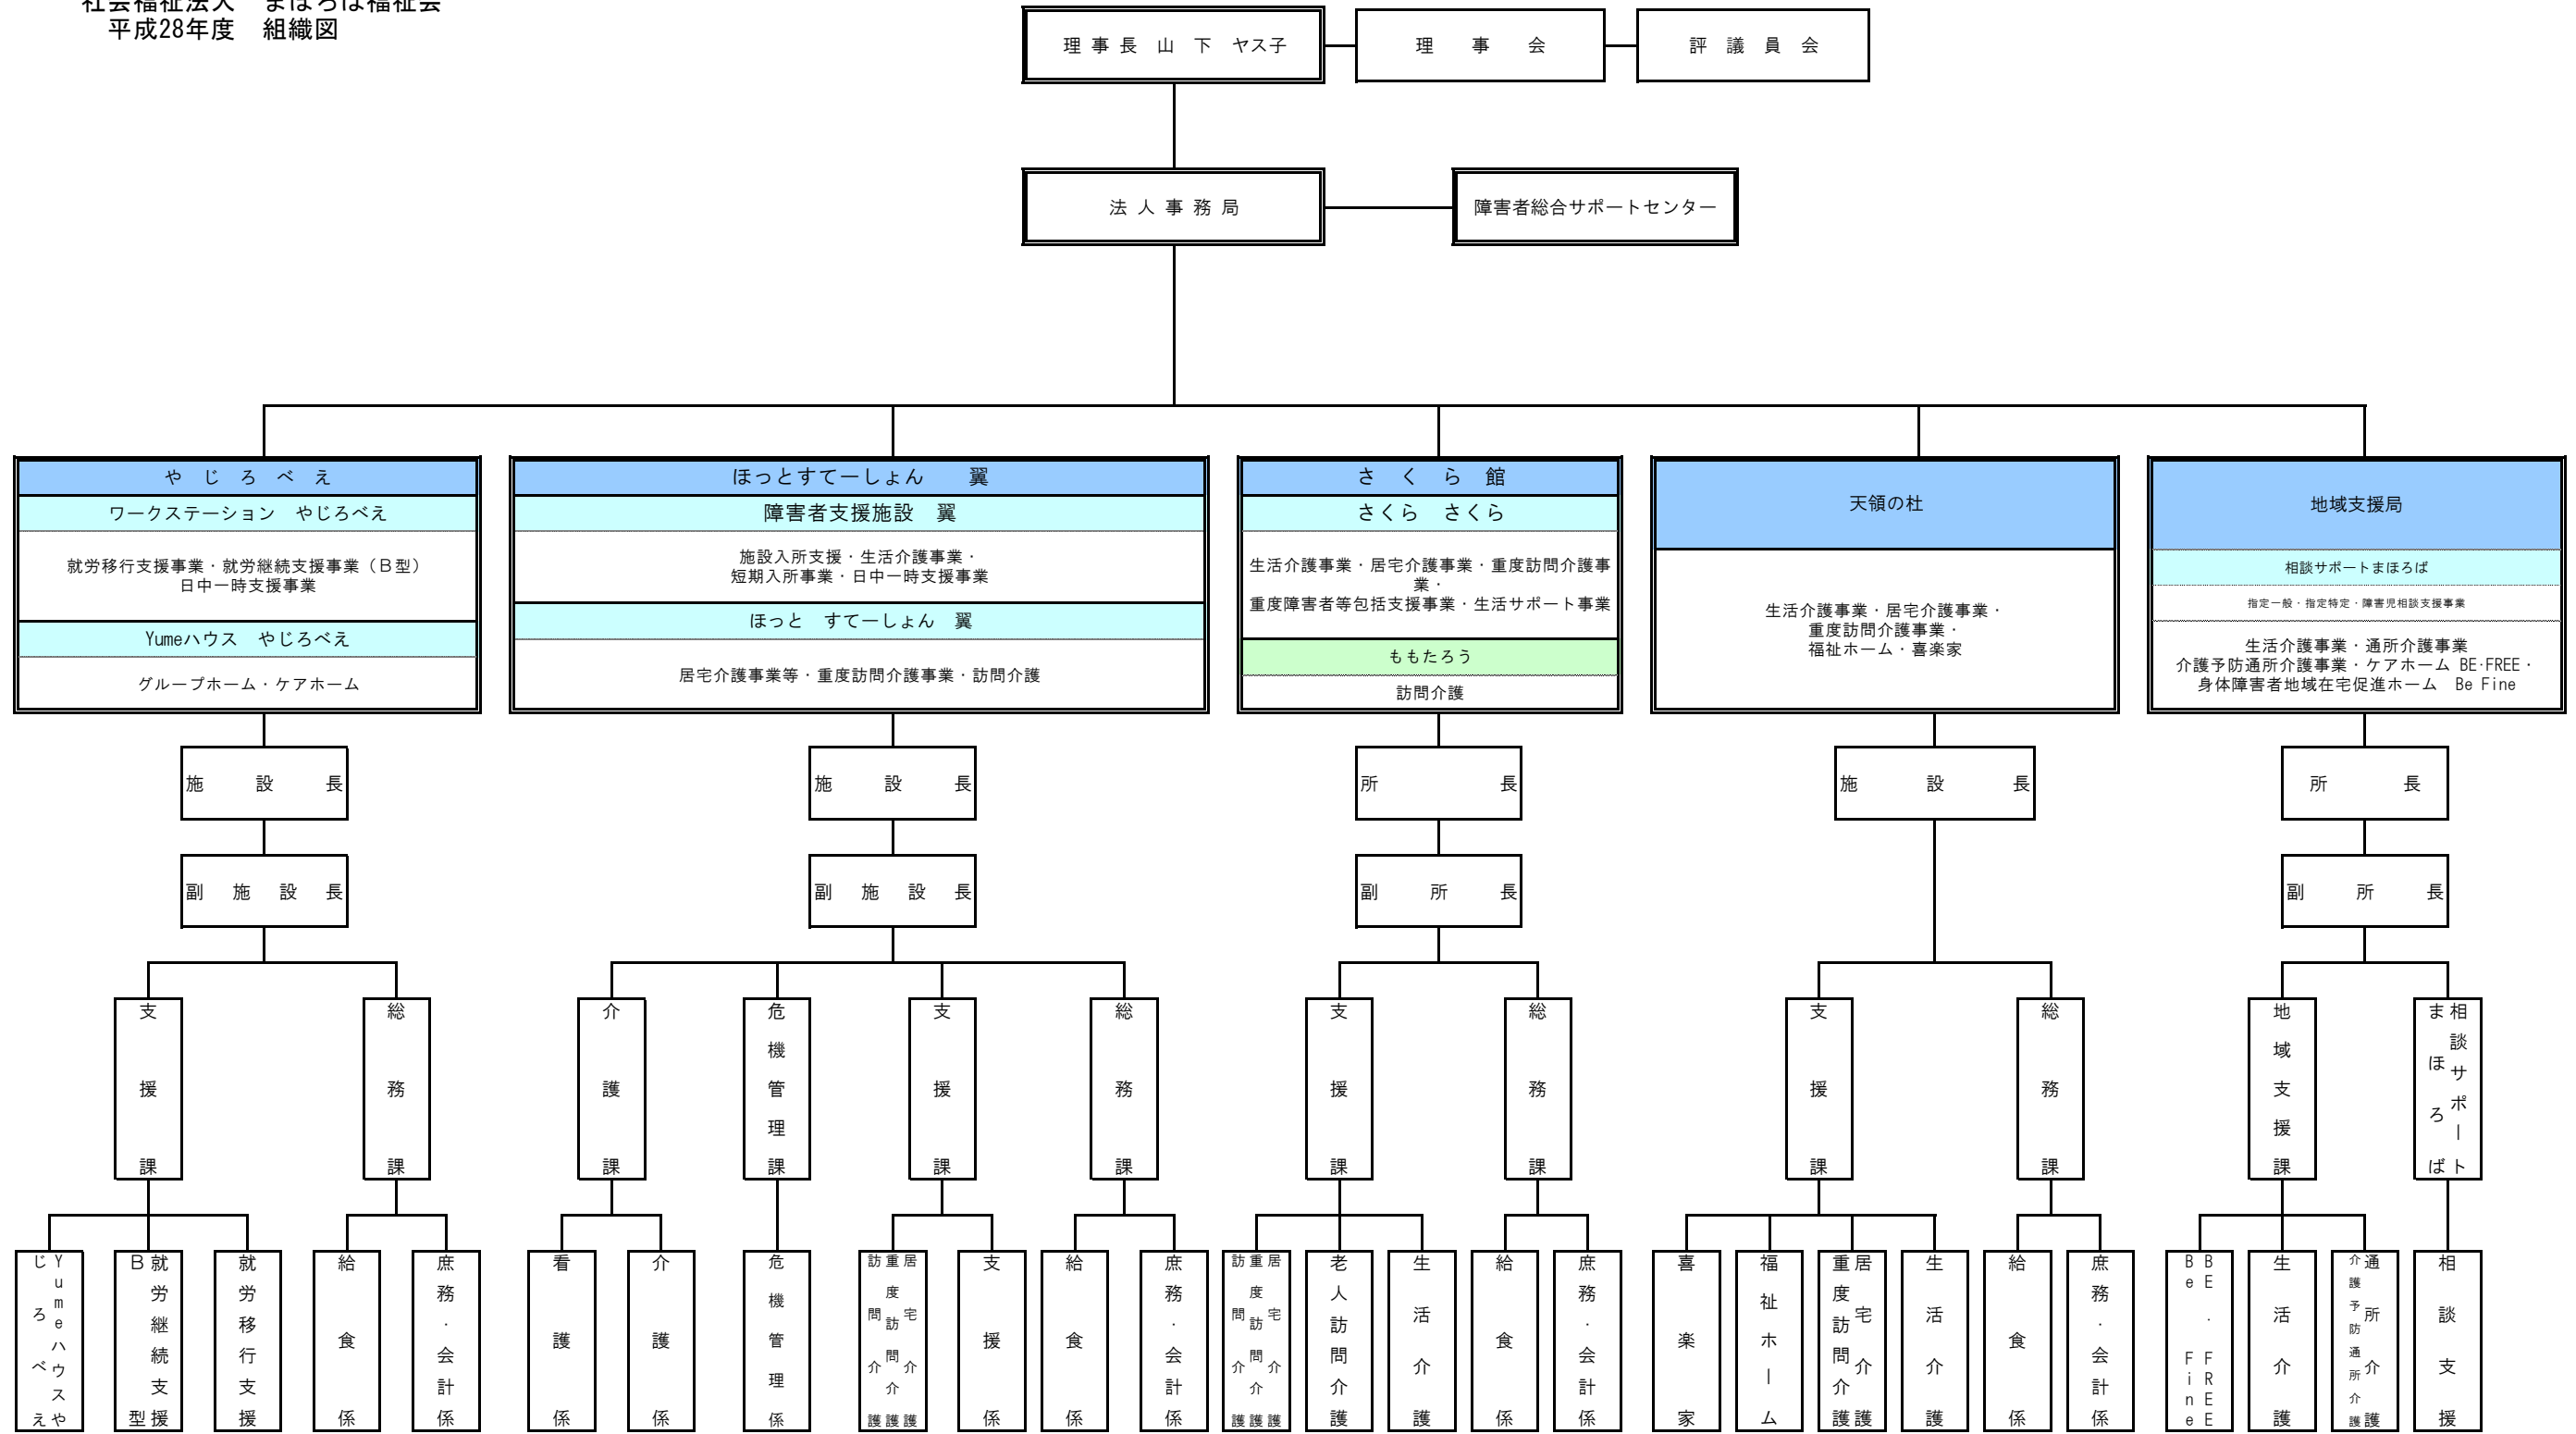 社会福祉法人　まほろば福祉会
平成28年度　組織図
理事長 山下 ヤス子
理事会
評議員会
法人事務局
障害者総合サポートセンター
やじろべえ
ワークステーション　やじろべえ
就労移行支援事業・就労継続支援事業（Ｂ型）
日中一時支援事業
Yumeハウス　やじろべえ
グループホーム・ケアホーム
ほっとすてーしょん　翼
障害者支援施設　翼
施設入所支援・生活介護事業・
短期入所事業・日中一時支援事業
ほっと　すてーしょん　翼
居宅介護事業等・重度訪問介護事業・訪問介護
さくら館
さくら　さくら
生活介護事業・居宅介護事業・重度訪問介護事
業・
重度障害者等包括支援事業・生活サポート事業
ももたろう
訪問介護
天領の杜
生活介護事業・居宅介護事業・
重度訪問介護事業・
福祉ホーム・喜楽家
地域支援局
相談サポートまほろば
指定一般・指定特定・障害児相談支援事業
生活介護事業・通所介護事業
介護予防通所介護事業・ケアホーム BE・FREE・
身体障害者地域在宅促進ホーム　Be Fine
施設長
施設長
所長
施設長
所長
副施設長
副施設長
副所長
副所長
支援課
総務課
介護課
危機管理課
支援課
総務課
支援課
総務課
支援課
総務課
地域支援課
相談サポート
まほろば
Yumeハウスや
じろべえ
就労継続支援
Ｂ型
就労移行支援
給食係
庶務・会計係
看護係
介護係
危機管理係
居宅介護
重度訪問介護
訪問介護
支援係
給食係
庶務・会計係
居宅介護
重度訪問介護
訪問介護
老人訪問介護
生活介護
給食係
庶務・会計係
喜楽家
福祉ホーム
居宅介護
重度訪問介護
生活介護
給食係
庶務・会計係
BE・FREE
Be Fine
生活介護
通所介護
介護予防通所介護
相談支援